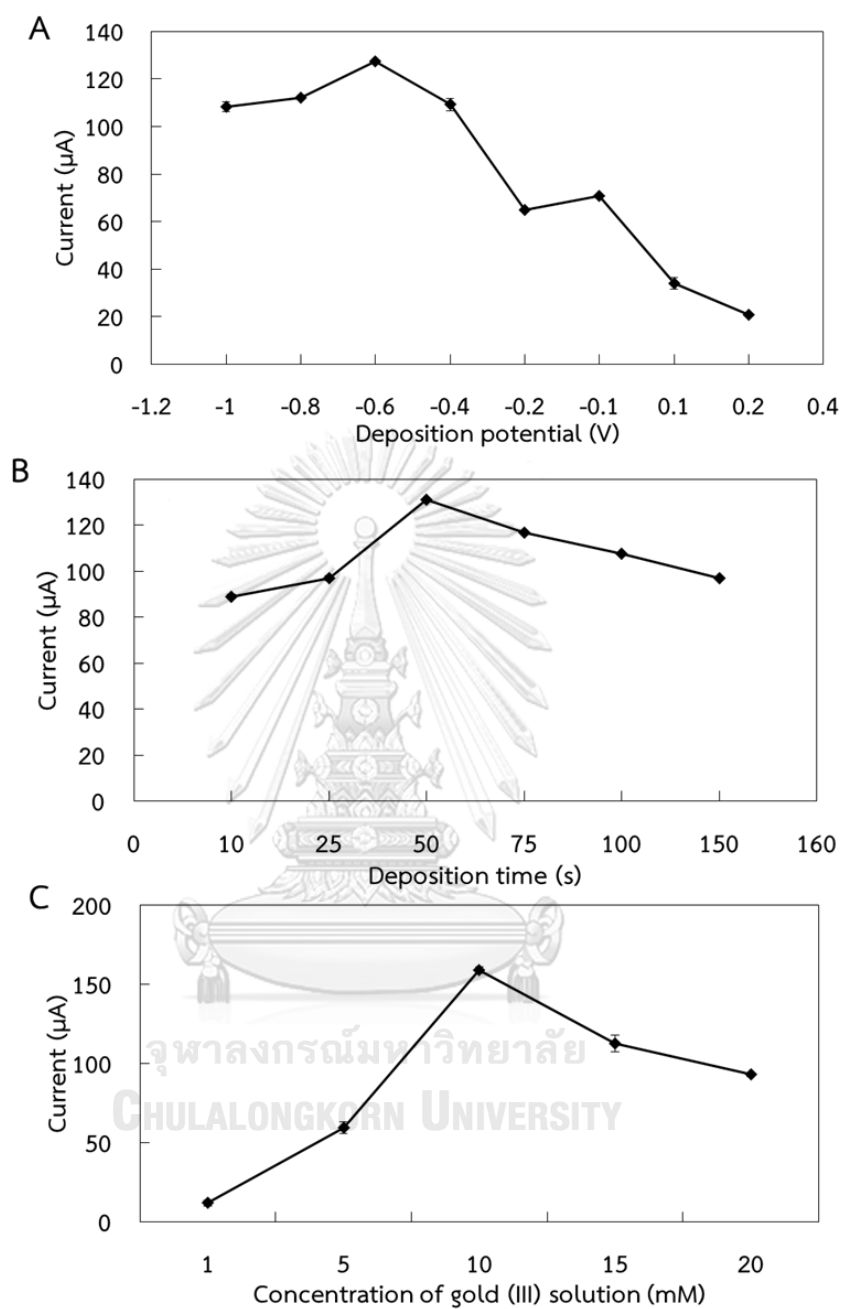 A
140
120
100
80
60
40
20
0
Current (µA)
-1.2 -1 -0.8 -0.6 -0.4 -0.2 -0.1 0.1 0.2 0.4
Deposition potential (V)
B
140
120
100
80
60
40
20
0
Current (µA)
0 10 25 50 75 100 150 160
Deposition time (s)
C
200
150
100
50
0
Current (µA)
จุฬาลงกรณ์มหาวิทยาลัย
CHULALONGKORN UNIVERSITY
1 5 10 15 20
Concentration of gold (III) solution (mM)